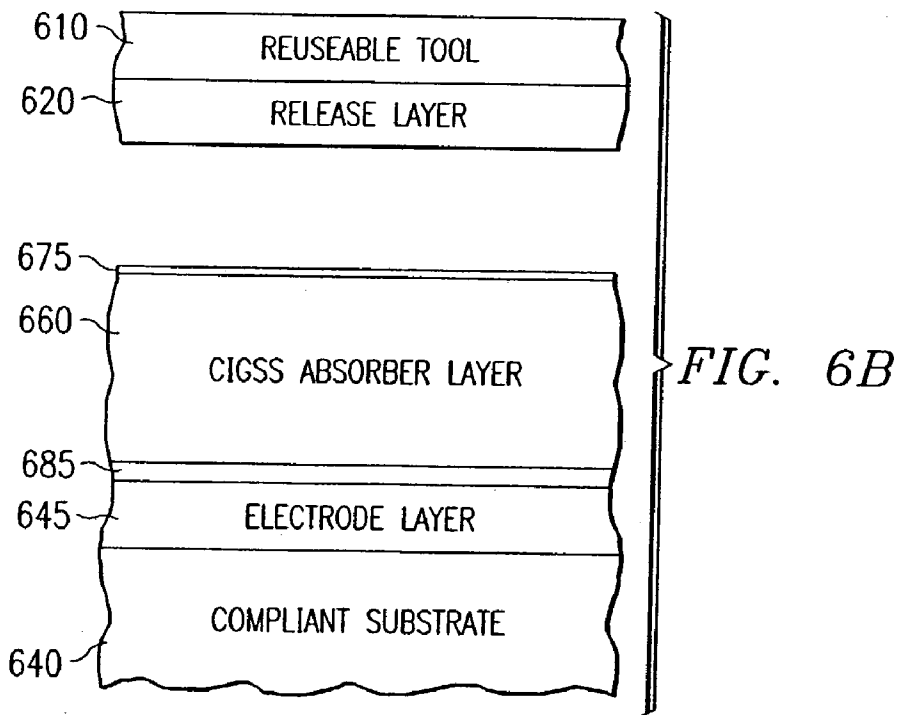 610
REUSEABLE TOOL
620
RELEASE LAYER
675
660
CIGSS ABSORBER LAYER
FIG. 6B
685
645
ELECTRODE LAYER
COMPLIANT SUBSTRATE
640